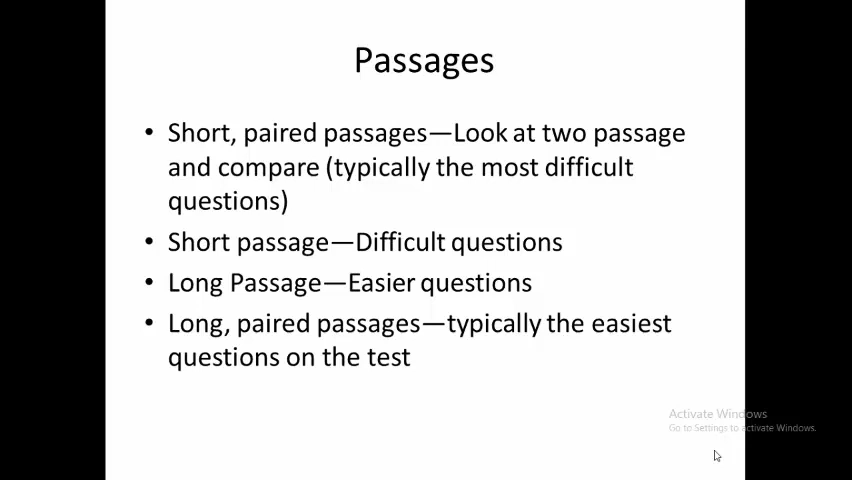 Passages
• Short, paired passages—Look at two passage
and compare (typically the most difficult
questions)
• Short passage—Difficult questions
• Long Passage—Easier questions
• Long, paired passages—typically the easiest
questions on the test
Activate Windows
Go to Settings to activate Windows.